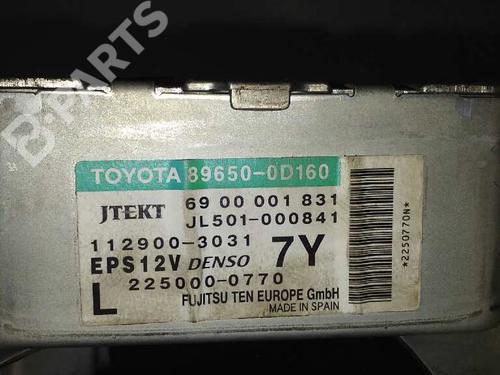 B-PARTS
TOYOTA 89650-0D160
JTEKT 69 00 001 831
JL501-000841
112900-3031 7Y
EPS12V DENSO
L 225000-0770
FUJITSU TEN EUROPE GmbH
MADE IN SPAIN
*2250770N*